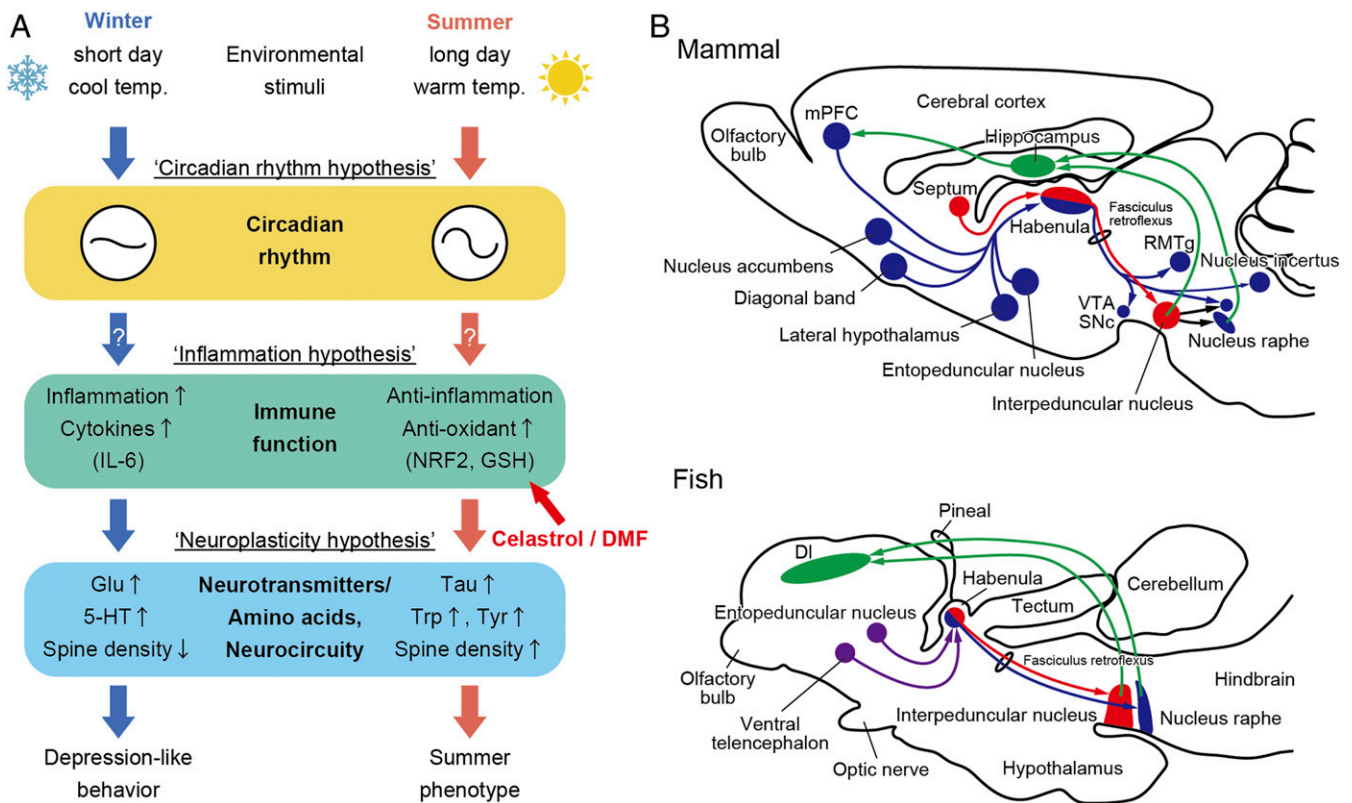 A
Winter
short day
cool temp.
Environmental
stimuli
Summer
long day
warm temp.
'Circadian rhythm hypothesis'
Circadian
rhythm
?
?
'Inflammation hypothesis'
Inflammation ↑
Cytokines ↑
(IL-6)
Immune
function
Anti-inflammation
Anti-oxidant ↑
(NRF2, GSH)
Celastrol / DMF
'Neuroplasticity hypothesis'
Glu ↑
5-HT ↑
Spine density ↓
Neurotransmitters/
Amino acids,
Neurocircuity
Tau ↑
Trp ↑ , Tyr ↑
Spine density ↑
Depression-like
behavior
Summer
phenotype
B
Mammal
Cerebral cortex
mPFC
Olfactory
bulb
Hippocampus
Septum
Habenula
Fasciculus
retroflexus
RMTg
Nucleus incertus
Nucleus accumbens
Diagonal band
VTA
SNc
Lateral hypothalamus
Nucleus raphe
Entopeduncular nucleus
Interpeduncular nucleus
Fish
Pineal
Dl
Habenula
Cerebellum
Tectum
Entopeduncular nucleus
Fasciculus retroflexus
Olfactory
bulb
Hindbrain
Ventral
telencephalon
Interpeduncular nucleus
Nucleus raphe
Optic nerve
Hypothalamus